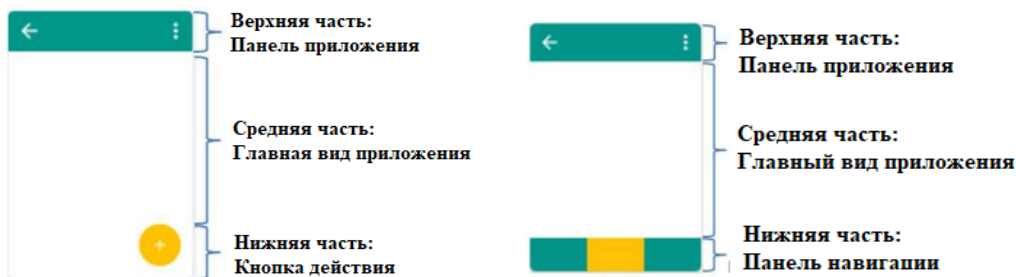 Верхняя часть:
Панель приложения
Средняя часть:
Главная вид приложения
Нижняя часть:
Кнопка действия
Верхняя часть:
Панель приложения
Средняя часть:
Главный вид приложения
Нижняя часть:
Панель навигации